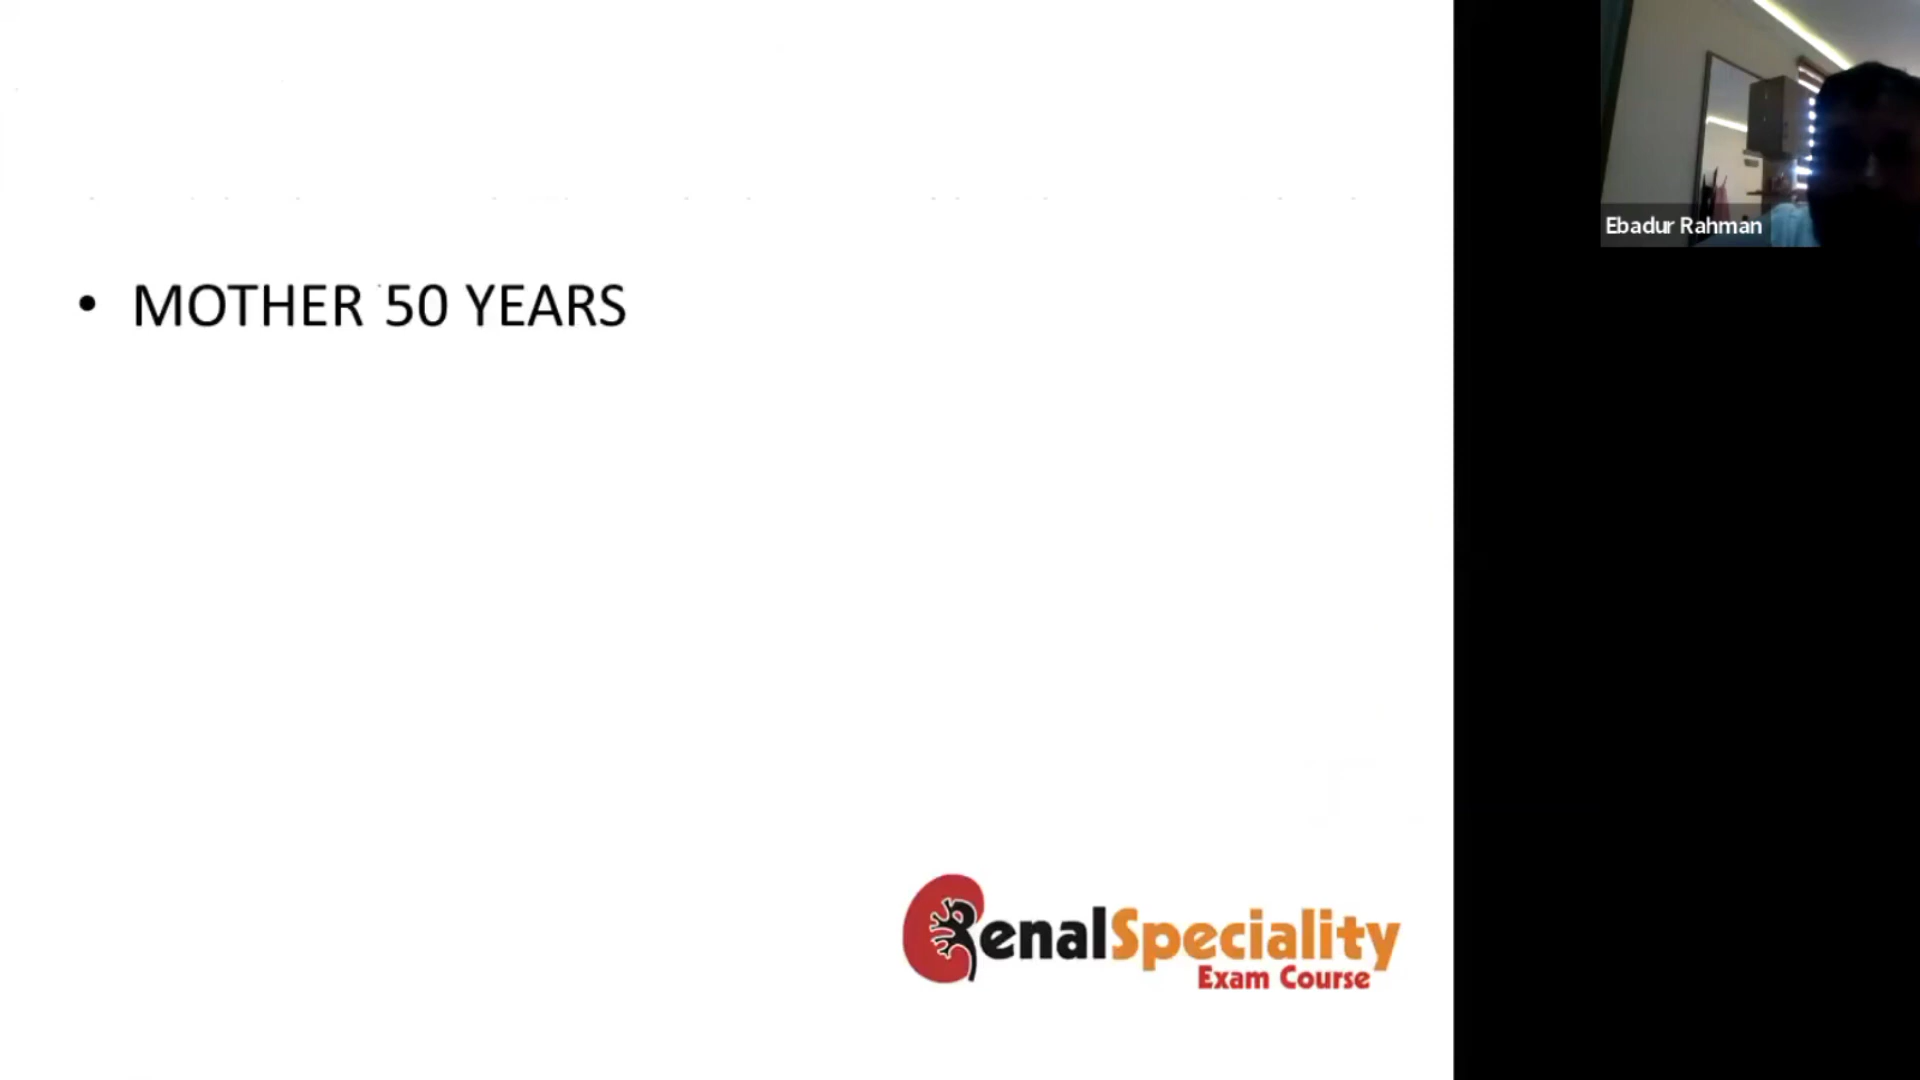 • MOTHER 50 YEARS
Ebadur Rahman
RenalSpeciality
Exam Course